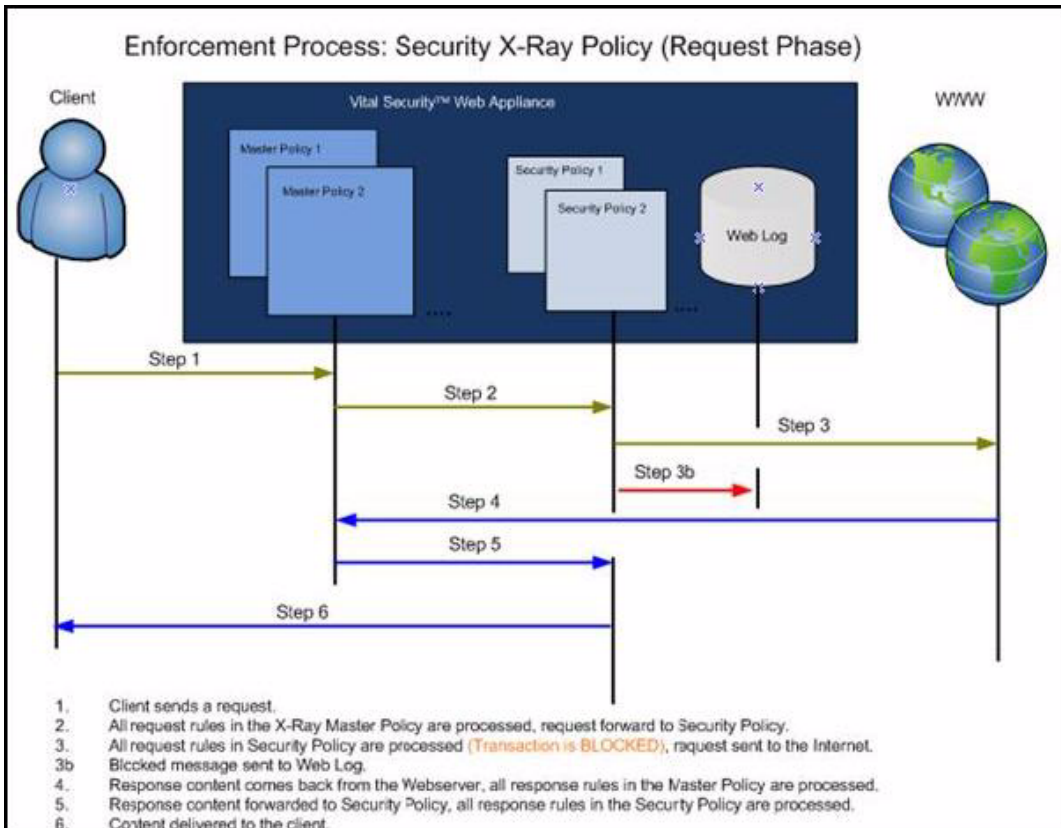 Enforcement Process: Security X-Ray Policy (Request Phase)
Client
Vital Security™ Web Appliance
WWW
Master Policy 1
Master Policy 2
....
Security Policy 1
Security Policy 2
....
Web Log
Step 1
Step 2
Step 3
Step 3b
Step 4
Step 5
Step 6
1. Client sends a request.
2. All request rules in the X-Ray Master Policy are processed, request forward to Security Policy.
3. All request rules in Security Policy are processed (Transaction is BLOCKED), request sent to the Internet.
3b Blocked message sent to Web Log.
4. Response content comes back from the Webserver, all response rules in the Master Policy are processed.
5. Response content forwarded to Security Policy, all response rules in the Security Policy are processed.
6. Content delivered to the client.